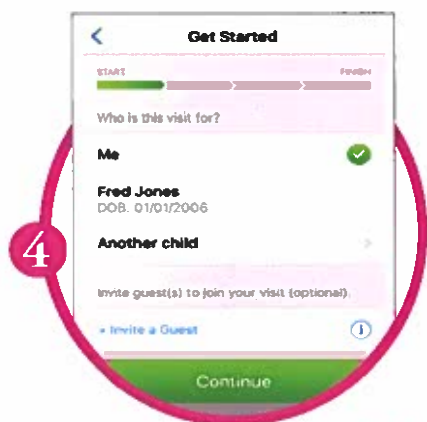 Get Started
START FINISH
Who is this visit for?
Me
Fred Jones
DOB. 01/01/2006
Another child
4
Invite guest(s) to join your visit (optional).
+ Invite a Guest
Continue